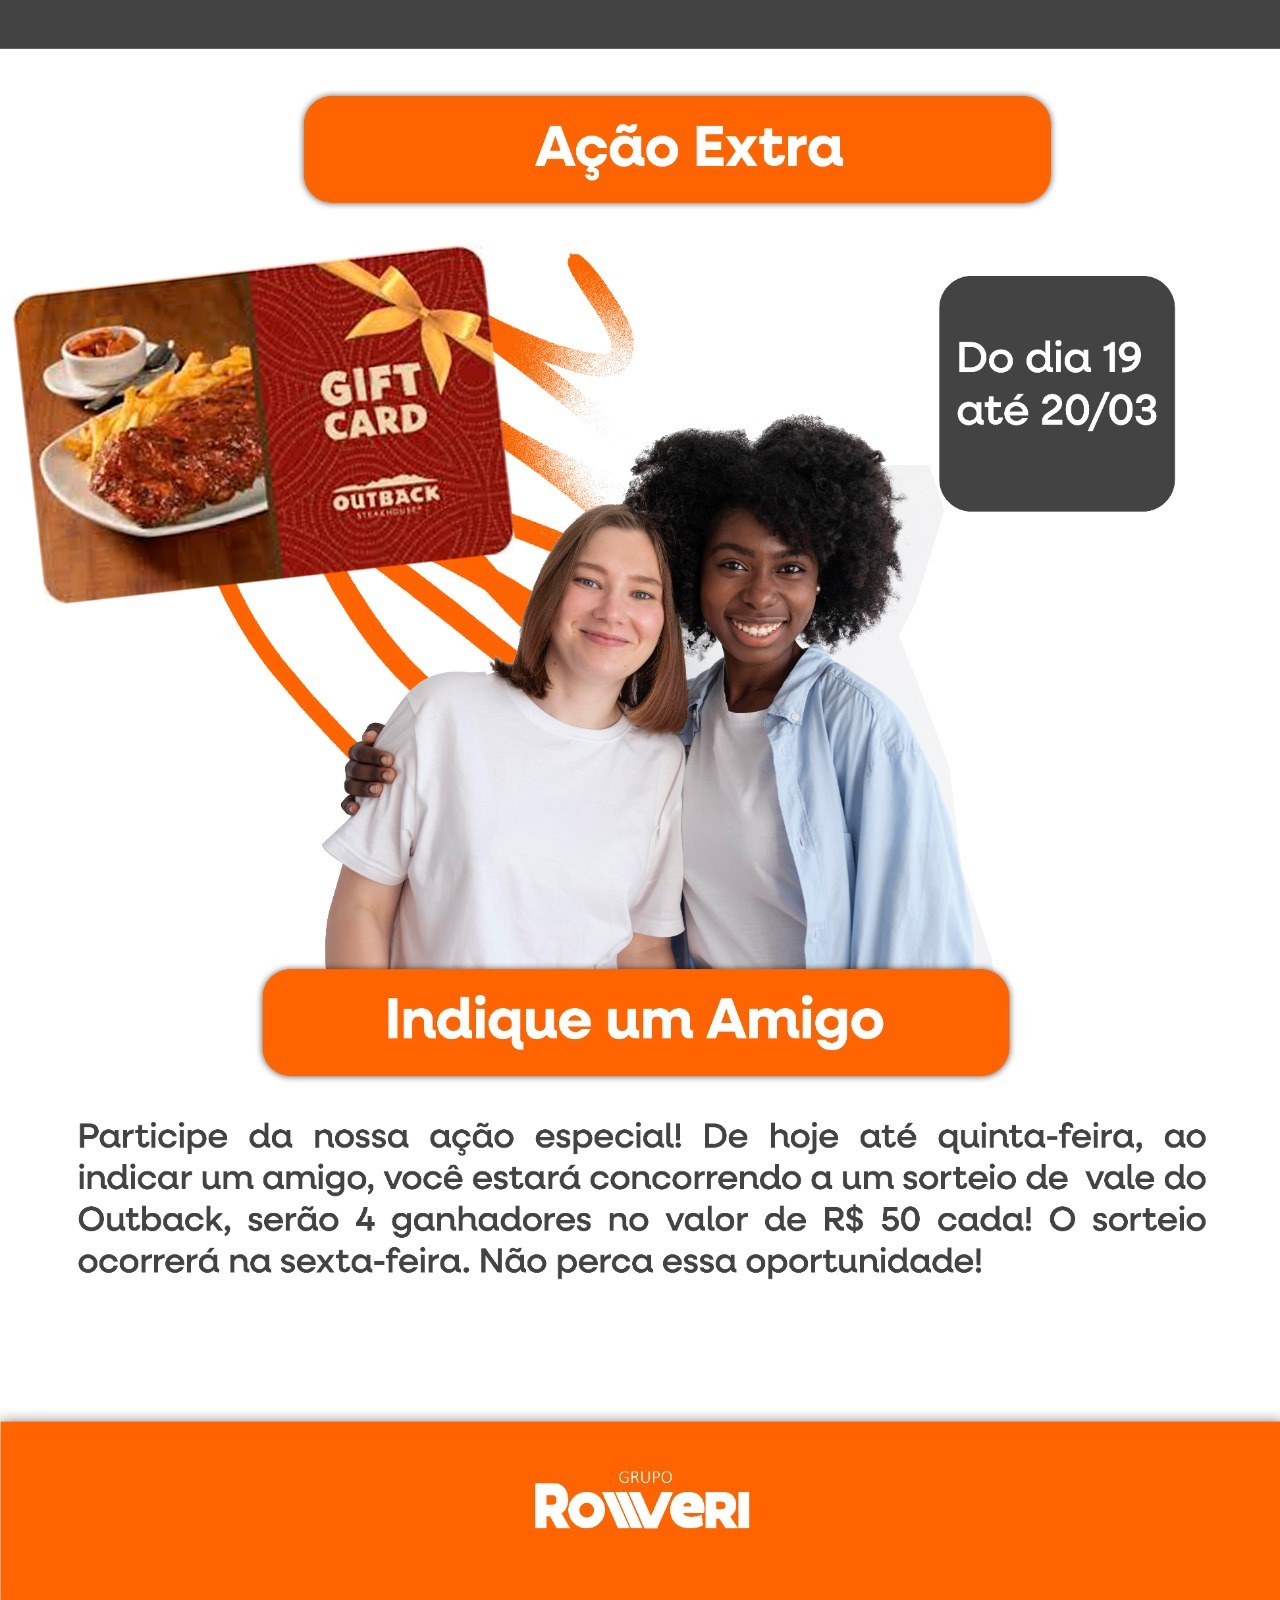 Ação Extra
GIFT
CARD
OUTBACK
STEAKHOUSE®
Do dia 19
até 20/03
Indique um Amigo
Participe da nossa ação especial! De hoje até quinta-feira, ao
indicar um amigo, você estará concorrendo a um sorteio de vale do
Outback, serão 4 ganhadores no valor de R$ 50 cada! O sorteio
ocorrerá na sexta-feira. Não perca essa oportunidade!
GRUPO
ROVERI